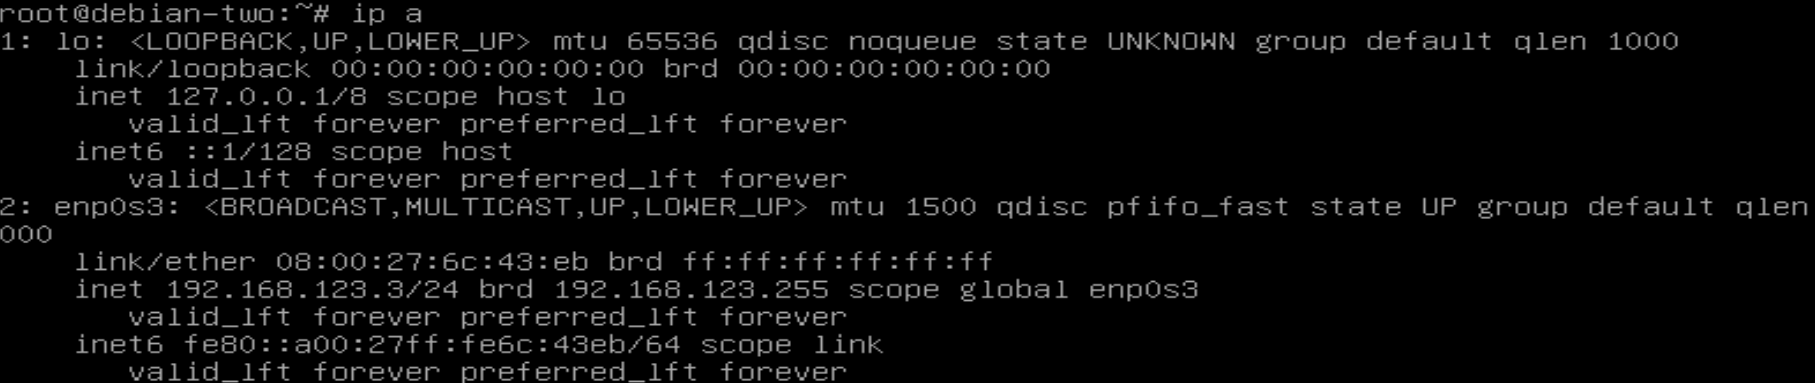 root@debian-two:~# ip a
1: lo: <LOOPBACK,UP,LOWER_UP> mtu 65536 qdisc noqueue state UNKNOWN group default qlen 1000
    link/loopback 00:00:00:00:00:00 brd 00:00:00:00:00:00
    inet 127.0.0.1/8 scope host lo
       valid_lft forever preferred_lft forever
    inet6 ::1/128 scope host
       valid_lft forever preferred_lft forever
2: enp0s3: <BROADCAST,MULTICAST,UP,LOWER_UP> mtu 1500 qdisc pfifo_fast state UP group default qlen
000
    link/ether 08:00:27:6c:43:eb brd ff:ff:ff:ff:ff:ff
    inet 192.168.123.3/24 brd 192.168.123.255 scope global enp0s3
       valid_lft forever preferred_lft forever
    inet6 fe80::a00:27ff:fe6c:43eb/64 scope link
       valid_lft forever preferred_lft forever